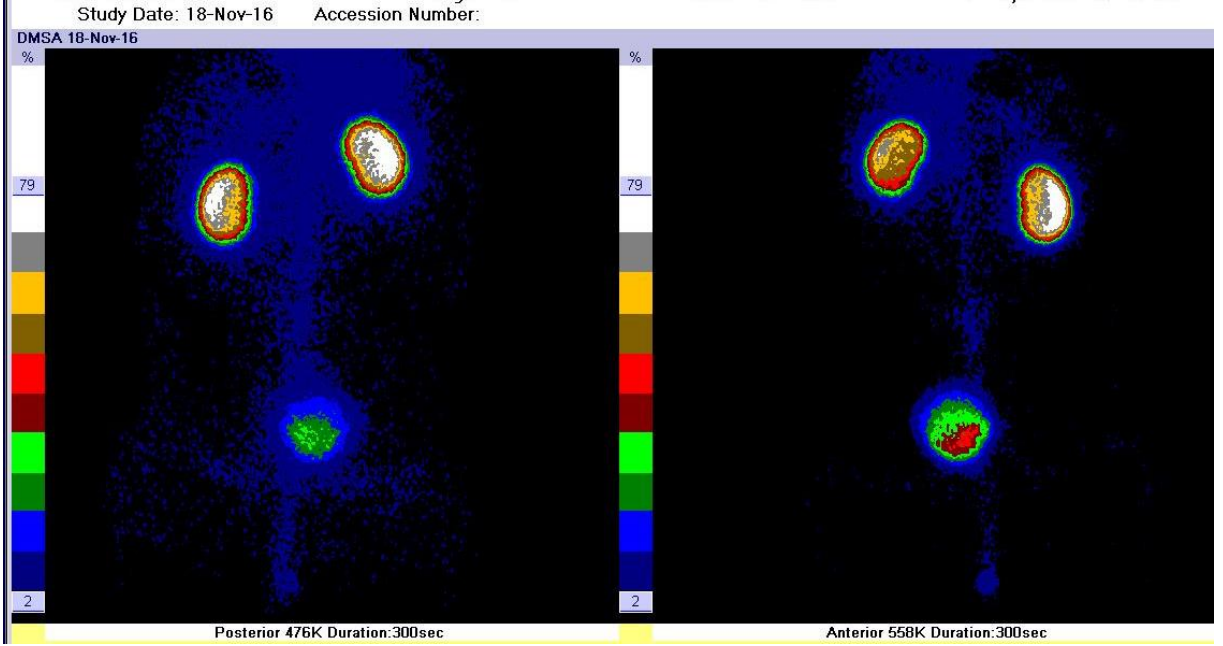 Study Date: 18-Nov-16 Accession Number:
DMSA 18-Nov-16
% %
79 79
2 2
Posterior 476K Duration:300sec Anterior 558K Duration:300sec